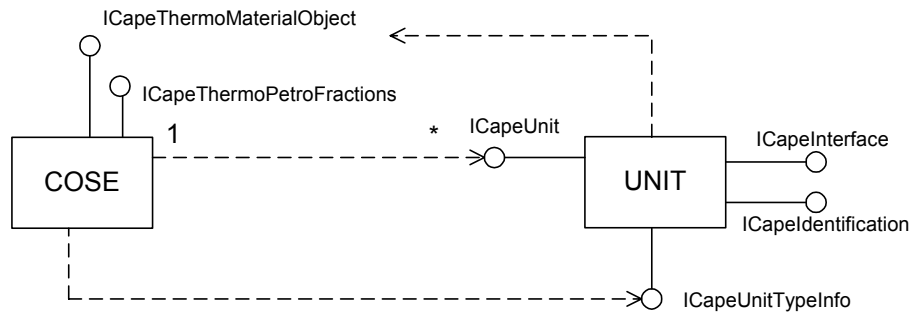 ICapeThermoMaterialObject
ICapeThermoPetroFractions
1
*
ICapeUnit
ICapeInterface
COSE
UNIT
ICapeIdentification
ICapeUnitTypeInfo